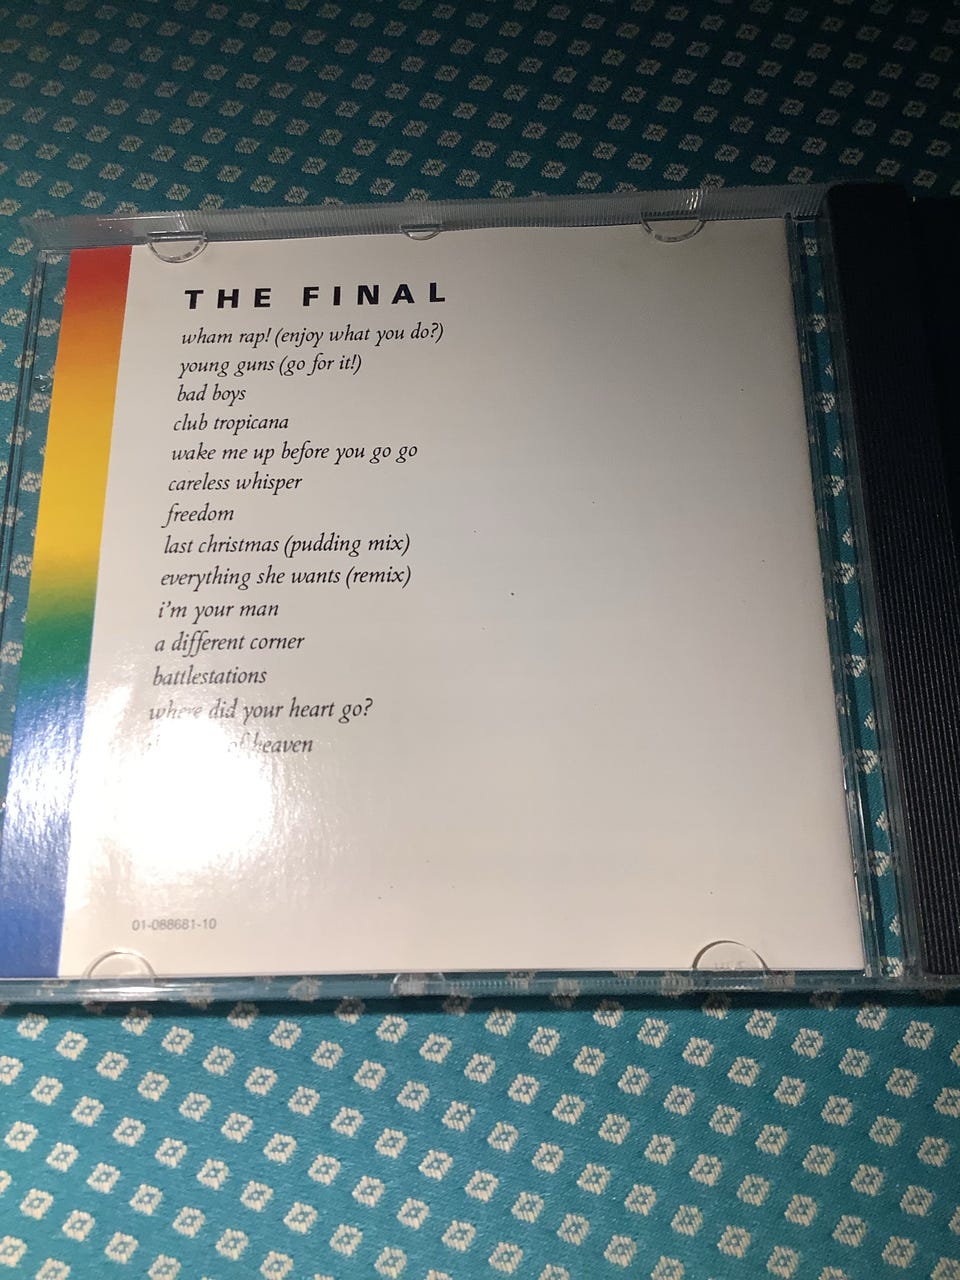 THE FINAL
wham rap! (enjoy what you do?)
young guns (go for it!)
bad boys
club tropicana
wake me up before you go go
careless whisper
freedom
last christmas (pudding mix)
everything she wants (remix)
i'm your man
a different corner
battlestations
where did your heart go?
of heaven
01-088681-10